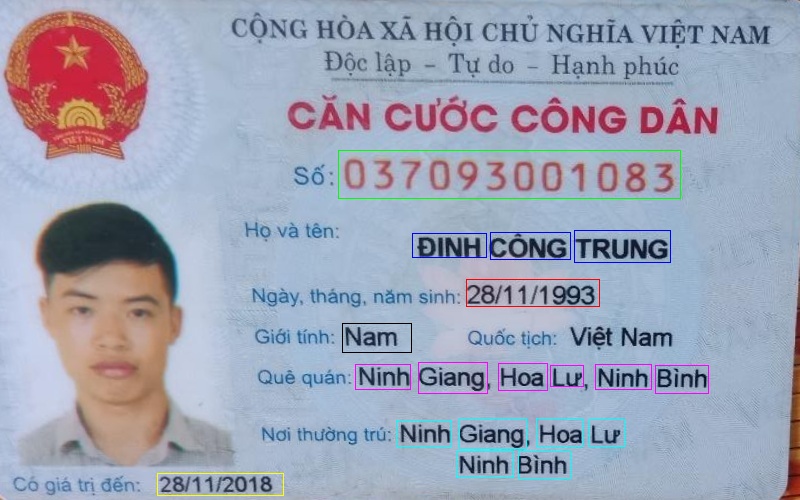 CỘNG HÒA XÃ HỘI CHỦ NGHĨA VIỆT NAM
Độc lập - Tự do - Hạnh phúc
CĂN CƯỚC CÔNG DÂN
VIỆT NAM
Số: 037093001083
Họ và tên:
ĐINH CÔNG TRUNG
Ngày, tháng, năm sinh: 28/11/1993
Giới tính: Nam Quốc tịch: Việt Nam
Quê quán: Ninh Giang, Hoa Lư, Ninh Bình
Nơi thường trú: Ninh Giang, Hoa Lư
Ninh Bình
Có giá trị đến: 28/11/2018